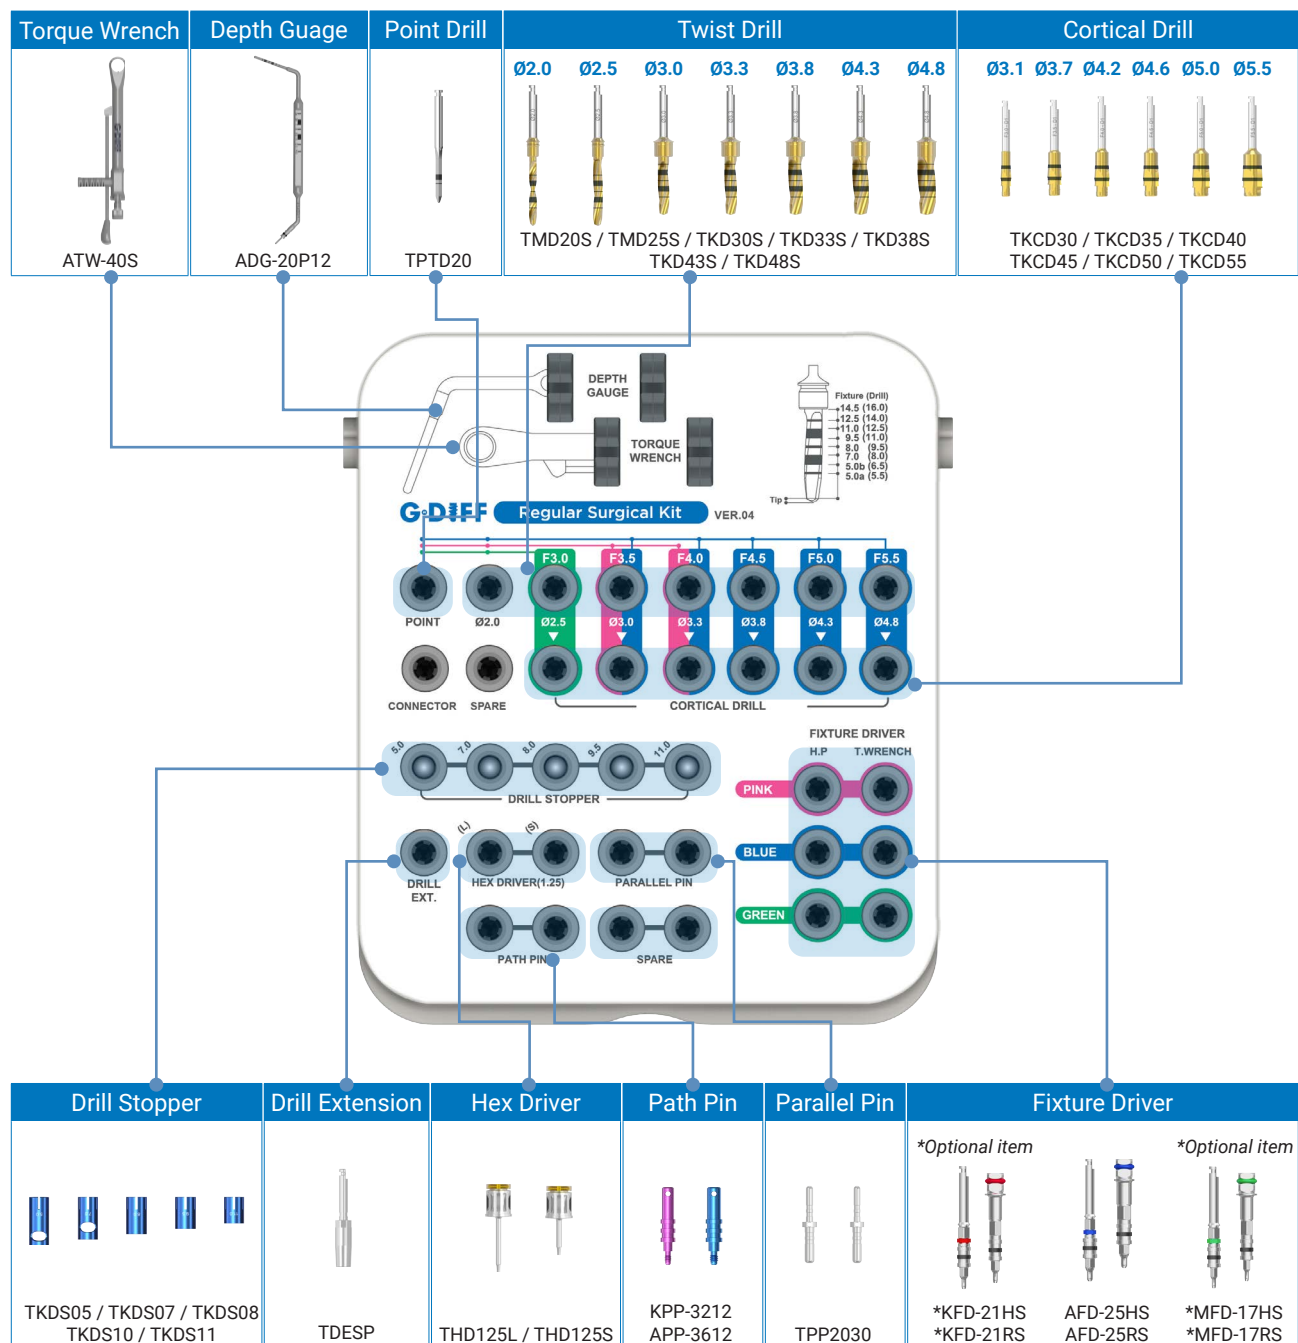 Torque Wrench
Depth Guage
Point Drill
Twist Drill
Cortical Drill
Ø2.0 Ø2.5 Ø3.0 Ø3.3 Ø3.8 Ø4.3 Ø4.8
Ø3.1 Ø3.7 Ø4.2 Ø4.6 Ø5.0 Ø5.5
ATW-40S
ADG-20P12
TPTD20
TMD20S / TMD25S / TKD30S / TKD33S / TKD38S
TKD43S / TKD48S
TKCD30 / TKCD35 / TKCD40
TKCD45 / TKCD50 / TKCD55
DEPTH
GAUGE
TORQUE
WRENCH
Fixture (Drill)
14.5 (16.0)
12.5 (14.0)
11.0 (12.5)
9.5 (11.0)
8.0 (9.5)
7.0 (8.0)
5.0b (6.5)
5.0a (5.5)
Tip
G·DIFF Regular Surgical Kit VER.04
F3.0 F3.5 F4.0 F4.5 F5.0 F5.5
POINT Ø2.0 Ø2.5 Ø3.0 Ø3.3 Ø3.8 Ø4.3 Ø4.8
CONNECTOR SPARE CORTICAL DRILL
FIXTURE DRIVER
H.P T.WRENCH
5.0 7.0 8.0 9.5 11.0
DRILL STOPPER
PINK
(L) (S)
BLUE
DRILL
EXT.
HEX DRIVER(1.25)
PARALLEL PIN
GREEN
PATH PIN
SPARE
Drill Stopper
Drill Extension
Hex Driver
Path Pin
Parallel Pin
Fixture Driver
*Optional item
*Optional item
TKDS05 / TKDS07 / TKDS08
TKDS10 / TKDS11
TDESP
THD125L / THD125S
KPP-3212
APP-3612
TPP2030
*KFD-21HS
*KFD-21RS
AFD-25HS
AFD-25RS
*MFD-17HS
*MFD-17RS